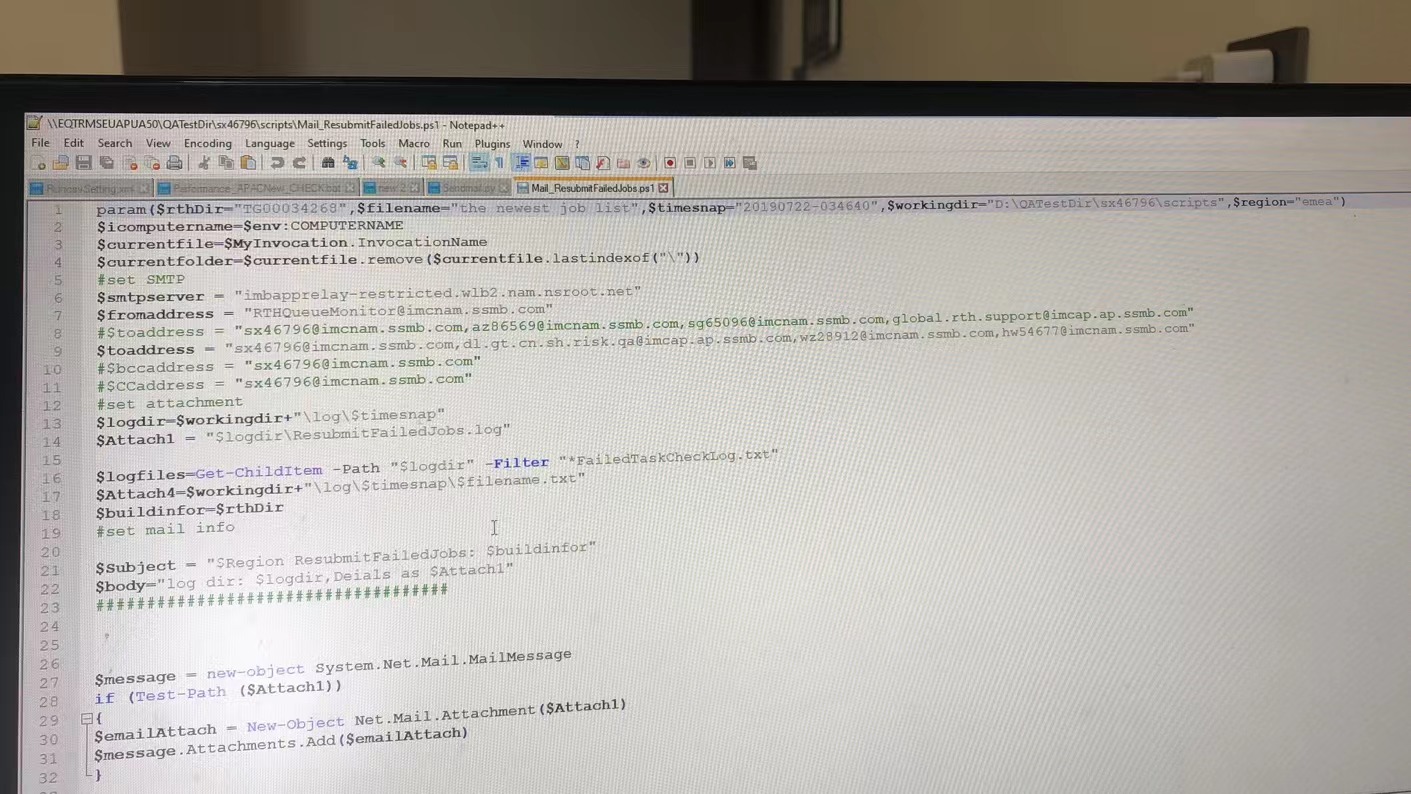 \\EQTRMSEUAPUA50\QATestDir\sx46796\scripts\Mail_ResubmitFailedJobs.ps1 - Notepad++
File Edit Search View Encoding Language Settings Tools Macro Run Plugins Window ?
Performance_APACNew_CHECK.bat new 2 Sendmail.py Mail_ResubmitFailedJobs.ps1
1 param($rthDir="TG00034268",$filename="the newest job list",$timesnap="20190722-034640",$workingdir="D:\QATestDir\sx46796\scripts",$region="emea")
2 $icomputername=$env:COMPUTERNAME
3 $currentfile=$MyInvocation.InvocationName
4 $currentfolder=$currentfile.remove($currentfile.lastindexof("\"))
5 #set SMTP
6 $smtpserver = "imbapprelay-restricted.wlb2.nam.nsroot.net"
7 $fromaddress = "RTHQueueMonitor@imcnam.ssmb.com"
8 #$toaddress = "sx46796@imcnam.ssmb.com,az86569@imcnam.ssmb.com,sg65096@imcnam.ssmb.com,global.rth.support@imcap.ap.ssmb.com"
9 $toaddress = "sx46796@imcnam.ssmb.com,dl.gt.cn.sh.risk.qa@imcap.ap.ssmb.com,wz28912@imcnam.ssmb.com,hw54677@imcnam.ssmb.com"
10 #$bccaddress = "sx46796@imcnam.ssmb.com"
11 #$CCaddress = "sx46796@imcnam.ssmb.com"
12 #set attachment
13 $logdir=$workingdir+"\log\$timesnap"
14 $Attach1 = "$logdir\ResubmitFailedJobs.log"
15
16 $logfiles=Get-ChildItem -Path "$logdir" -Filter "*FailedTaskCheckLog.txt"
17 $Attach4=$workingdir+"\log\$timesnap\$filename.txt"
18 $buildinfor=$rthDir
19 #set mail info
20
21 $Subject = "$Region ResubmitFailedJobs: $buildinfor"
22 $body="log dir: $logdir,Deials as $Attach1"
23 ##################################
24
25
26
27 $message = new-object System.Net.Mail.MailMessage
28 if (Test-Path ($Attach1))
29 {
30 $emailAttach = New-Object Net.Mail.Attachment($Attach1)
31 $message.Attachments.Add($emailAttach)
32 }